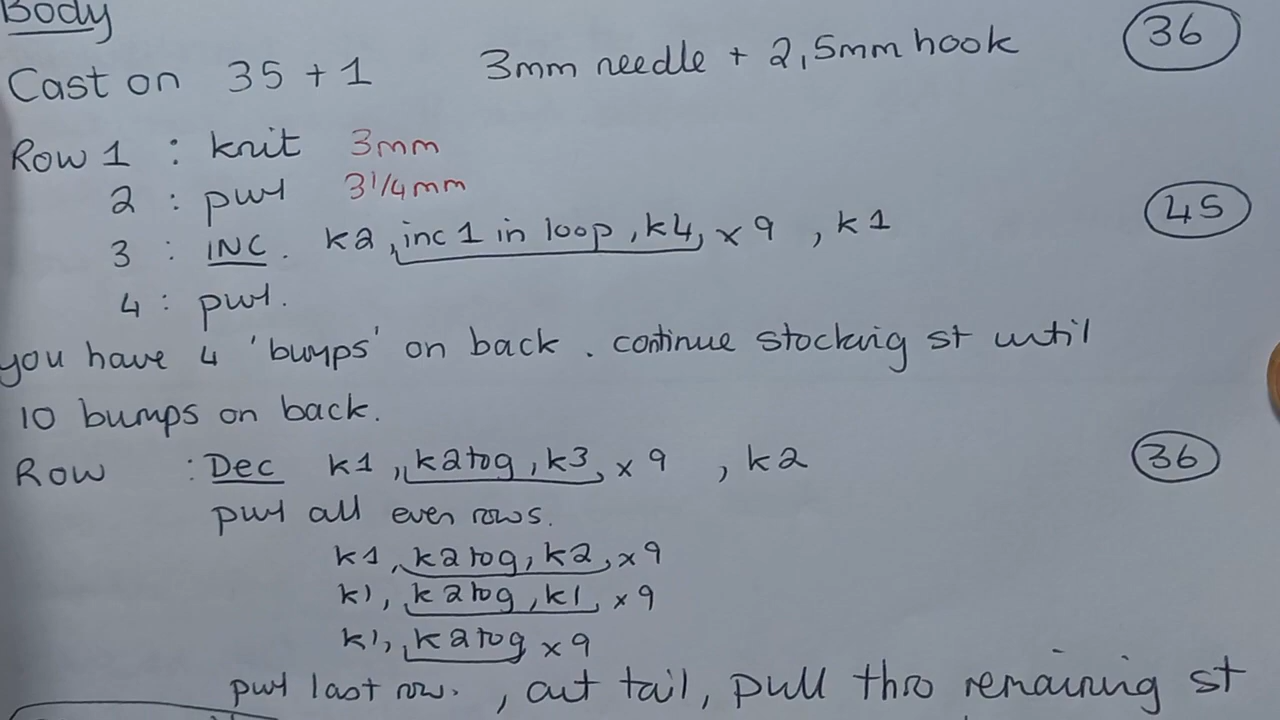 Body
Cast on 35 + 1 3mm needle + 2,5mm hook 36
Row 1 : knit 3mm
2 : purl 3 1/4 mm
3 : INC. k2, inc 1 in loop, k4, x 9 , k1 45
4 : purl.
you have 4 'bumps' on back. continue stocking st until
10 bumps on back.
Row : Dec k1, k2tog, k3, x 9 , k2 36
purl all even rows.
k1, k2tog, k2, x 9
k1, k2tog, k1, x 9
k1, k2tog x 9
purl last row. , cut tail, pull thro remaining st